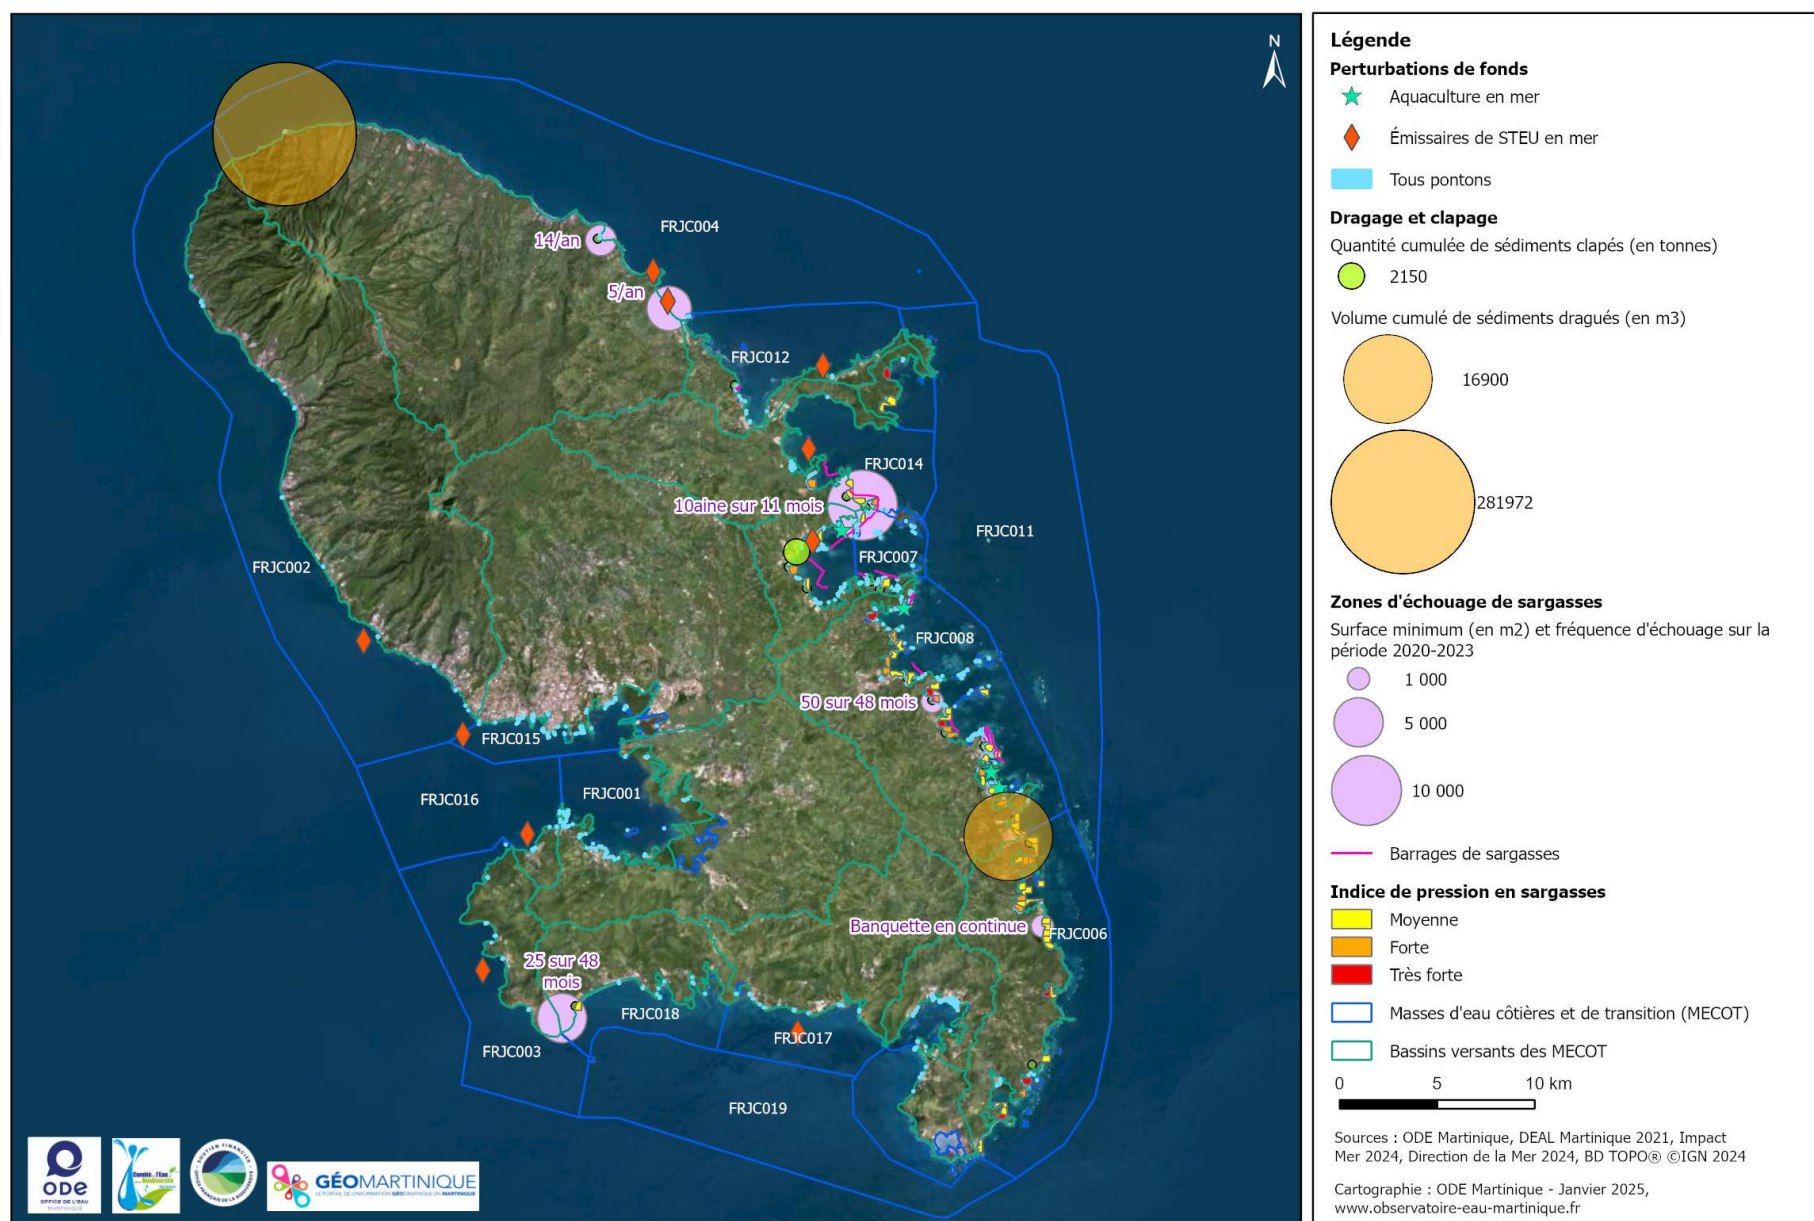 N
FRJC004
14/an
5/an
FRJC012
FRJC014
10aine sur 11 mois
FRJC011
FRJC007
FRJC002
FRJC008
50 sur 48 mois
FRJC015
FRJC016
FRJC001
Banquette en continue
FRJC006
25 sur 48
mois
FRJC018
FRJC017
FRJC003
FRJC019
ODE
OFFICE DE L'EAU
MARTINIQUE
Comité de l'Eau
Biodiversité
GÉOMARTINIQUE
LE PORTAIL DE L'INFORMATION GÉOGRAPHIQUE EN MARTINIQUE
Légende
Perturbations de fonds
Aquaculture en mer
Émissaires de STEU en mer
Tous pontons
Dragage et clapage
Quantité cumulée de sédiments clapés (en tonnes)
2150
Volume cumulé de sédiments dragués (en m3)
16900
281972
Zones d'échouage de sargasses
Surface minimum (en m2) et fréquence d'échouage sur la
période 2020-2023
1 000
5 000
10 000
Barrages de sargasses
Indice de pression en sargasses
Moyenne
Forte
Très forte
Masses d'eau côtières et de transition (MECOT)
Bassins versants des MECOT
0 5 10 km
Sources : ODE Martinique, DEAL Martinique 2021, Impact
Mer 2024, Direction de la Mer 2024, BD TOPO® ©IGN 2024
Cartographie : ODE Martinique - Janvier 2025,
www.observatoire-eau-martinique.fr